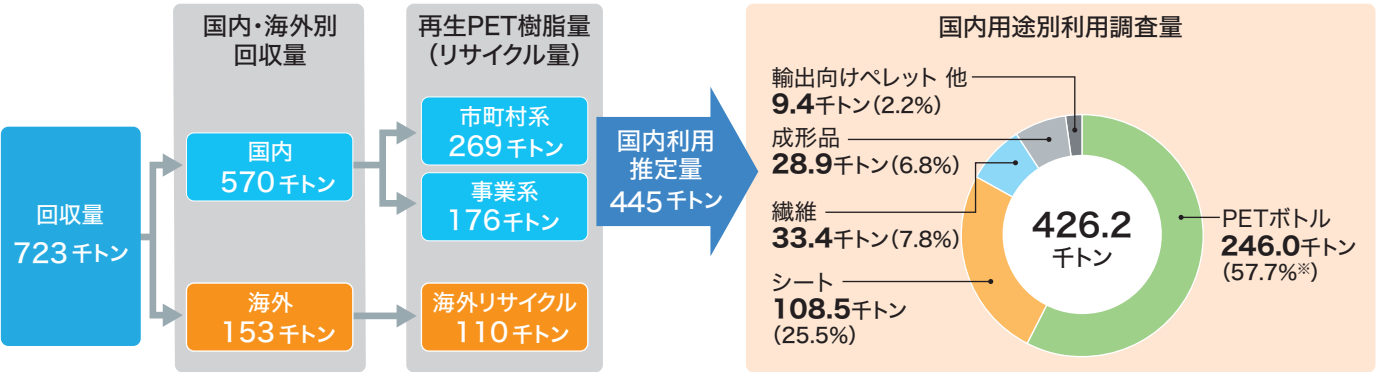 国内・海外別
回収量
再生PET樹脂量
（リサイクル量）
国内用途別利用調査量
回収量
723千トン
国内
570千トン
海外
153千トン
市町村系
269千トン
事業系
176千トン
海外リサイクル
110千トン
国内利用
推定量
445千トン
輸出向けペレット 他
9.4千トン（2.2%）
成形品
28.9千トン（6.8%）
繊維
33.4千トン（7.8%）
シート
108.5千トン
（25.5%）
426.2
千トン
PETボトル
246.0千トン
（57.7%※）